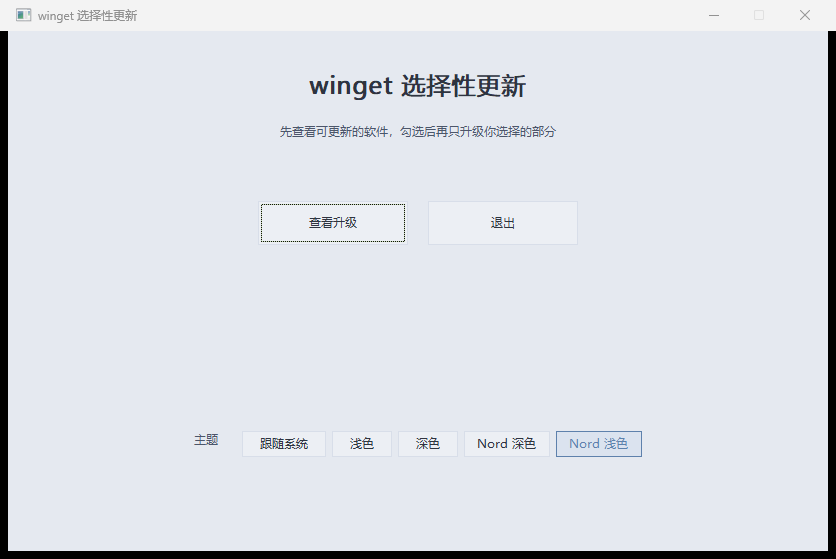 winget 选择性更新
winget 选择性更新
先查看可更新的软件，勾选后再只升级你选择的部分
查看升级 退出
主题 跟随系统 浅色 深色 Nord 深色 Nord 浅色